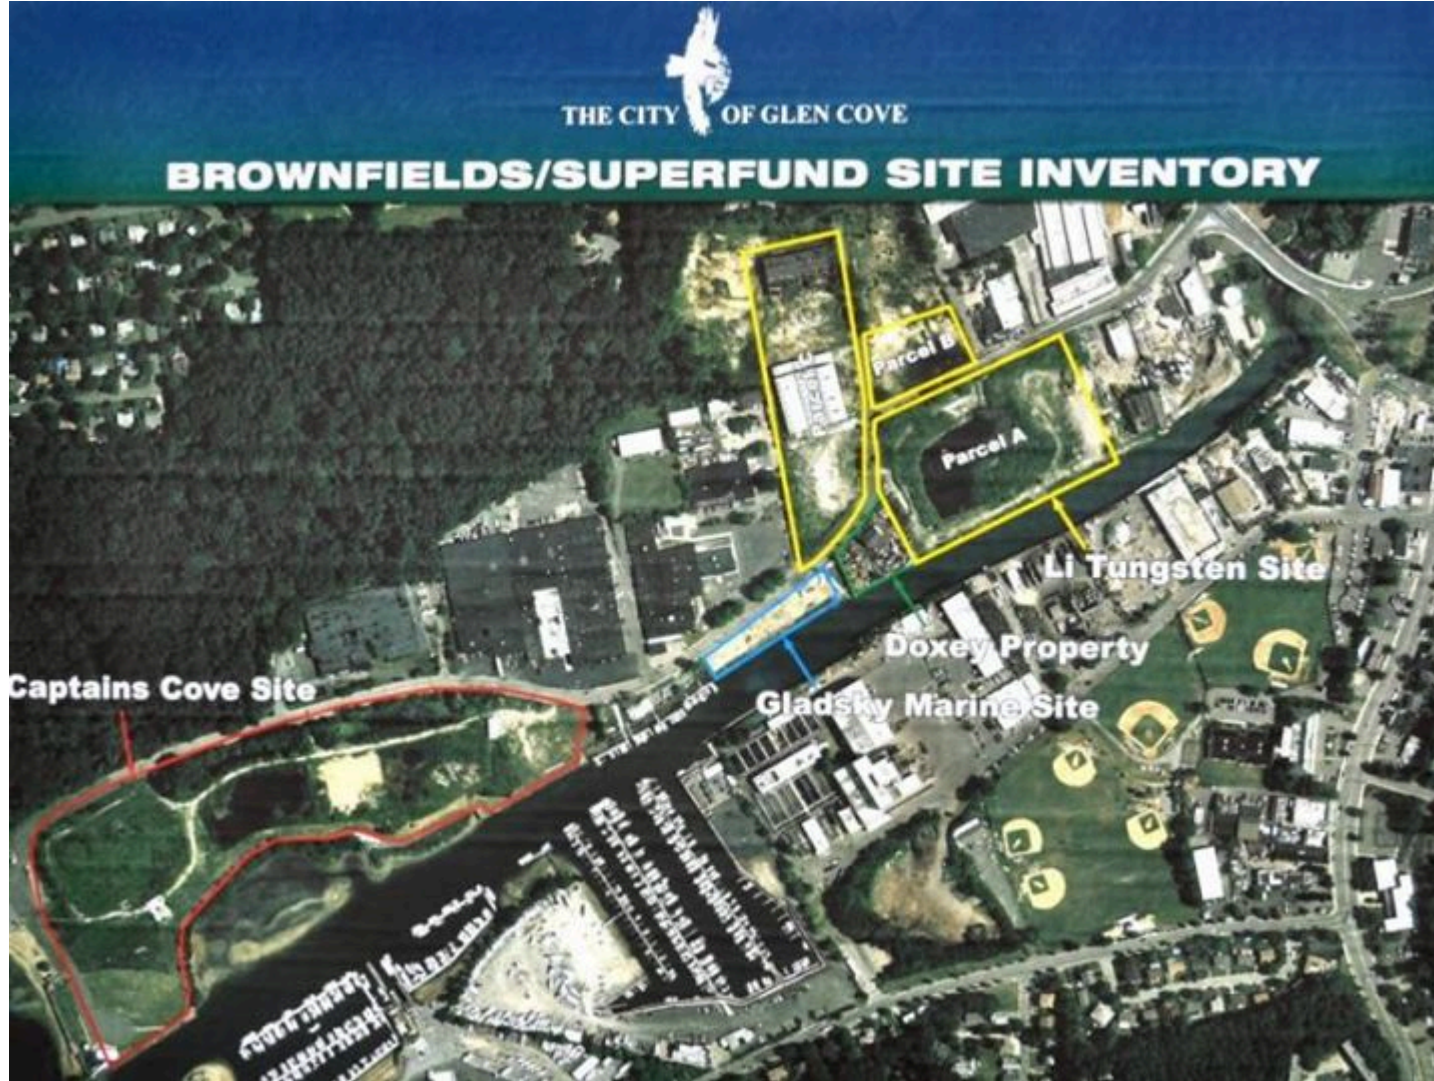 THE CITY OF GLEN COVE
BROWNFIELDS/SUPERFUND SITE INVENTORY
Parcel B
Parcel A
Li Tungsten Site
Doxey Property
Captains Cove Site
Gladsky Marine Site